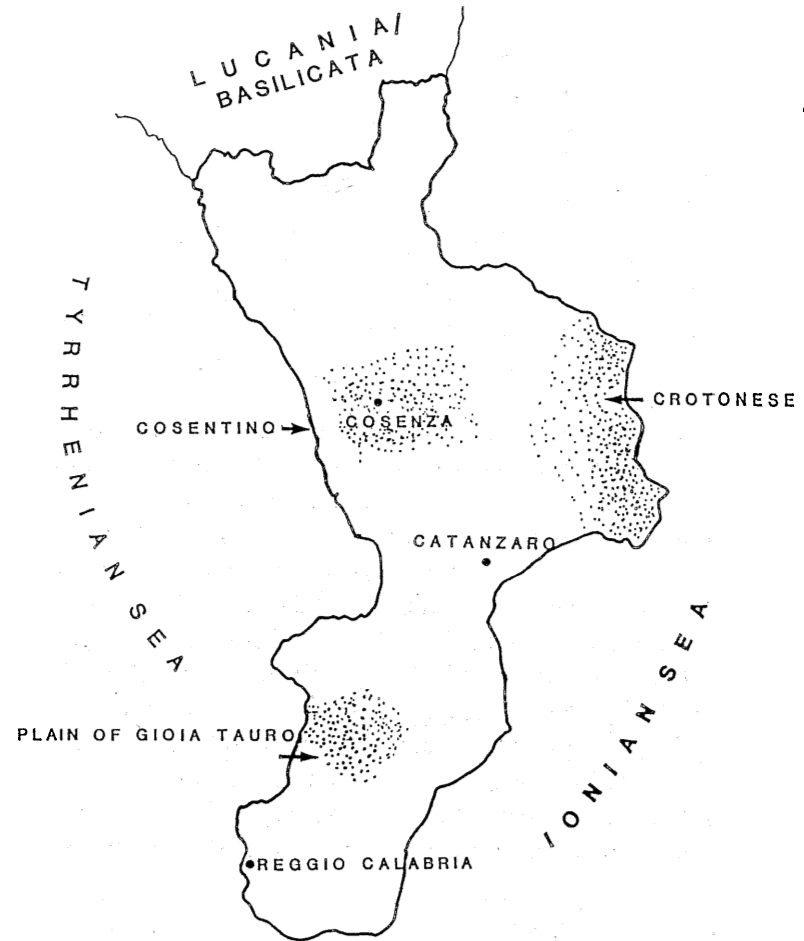 LUCANIA/
BASILICATA
TYRRHENIAN SEA
CROTONESE
COSENZA
COSENTINO
CATANZARO
IONIAN SEA
PLAIN OF GIOIA TAURO
REGGIO CALABRIA